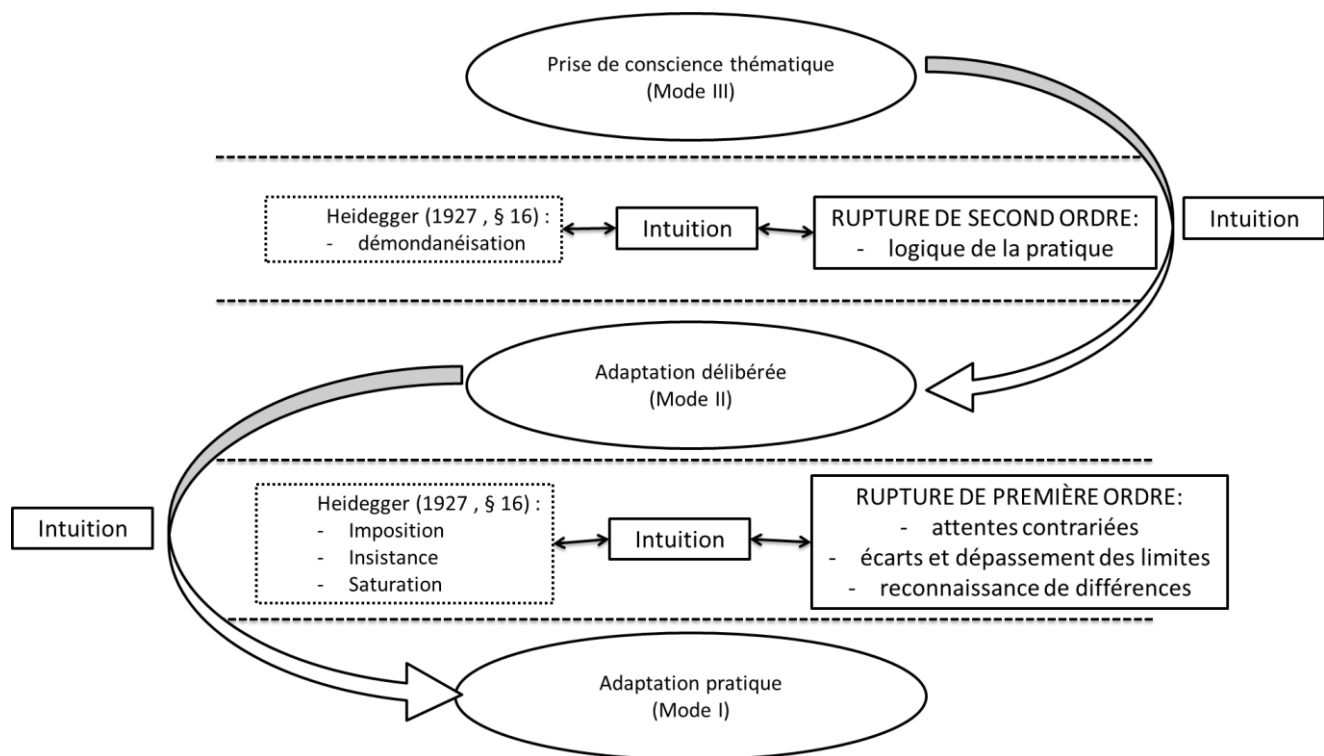 Prise de conscience thématique
(Mode III)
Heidegger (1927 , § 16) :
- démondanéisation
Intuition
RUPTURE DE SECOND ORDRE:
- logique de la pratique
Intuition
Adaptation délibérée
(Mode II)
Intuition
Heidegger (1927 , § 16) :
- Imposition
- Insistance
- Saturation
Intuition
RUPTURE DE PREMIÈRE ORDRE:
- attentes contrariées
- écarts et dépassement des limites
- reconnaissance de différences
Adaptation pratique
(Mode I)